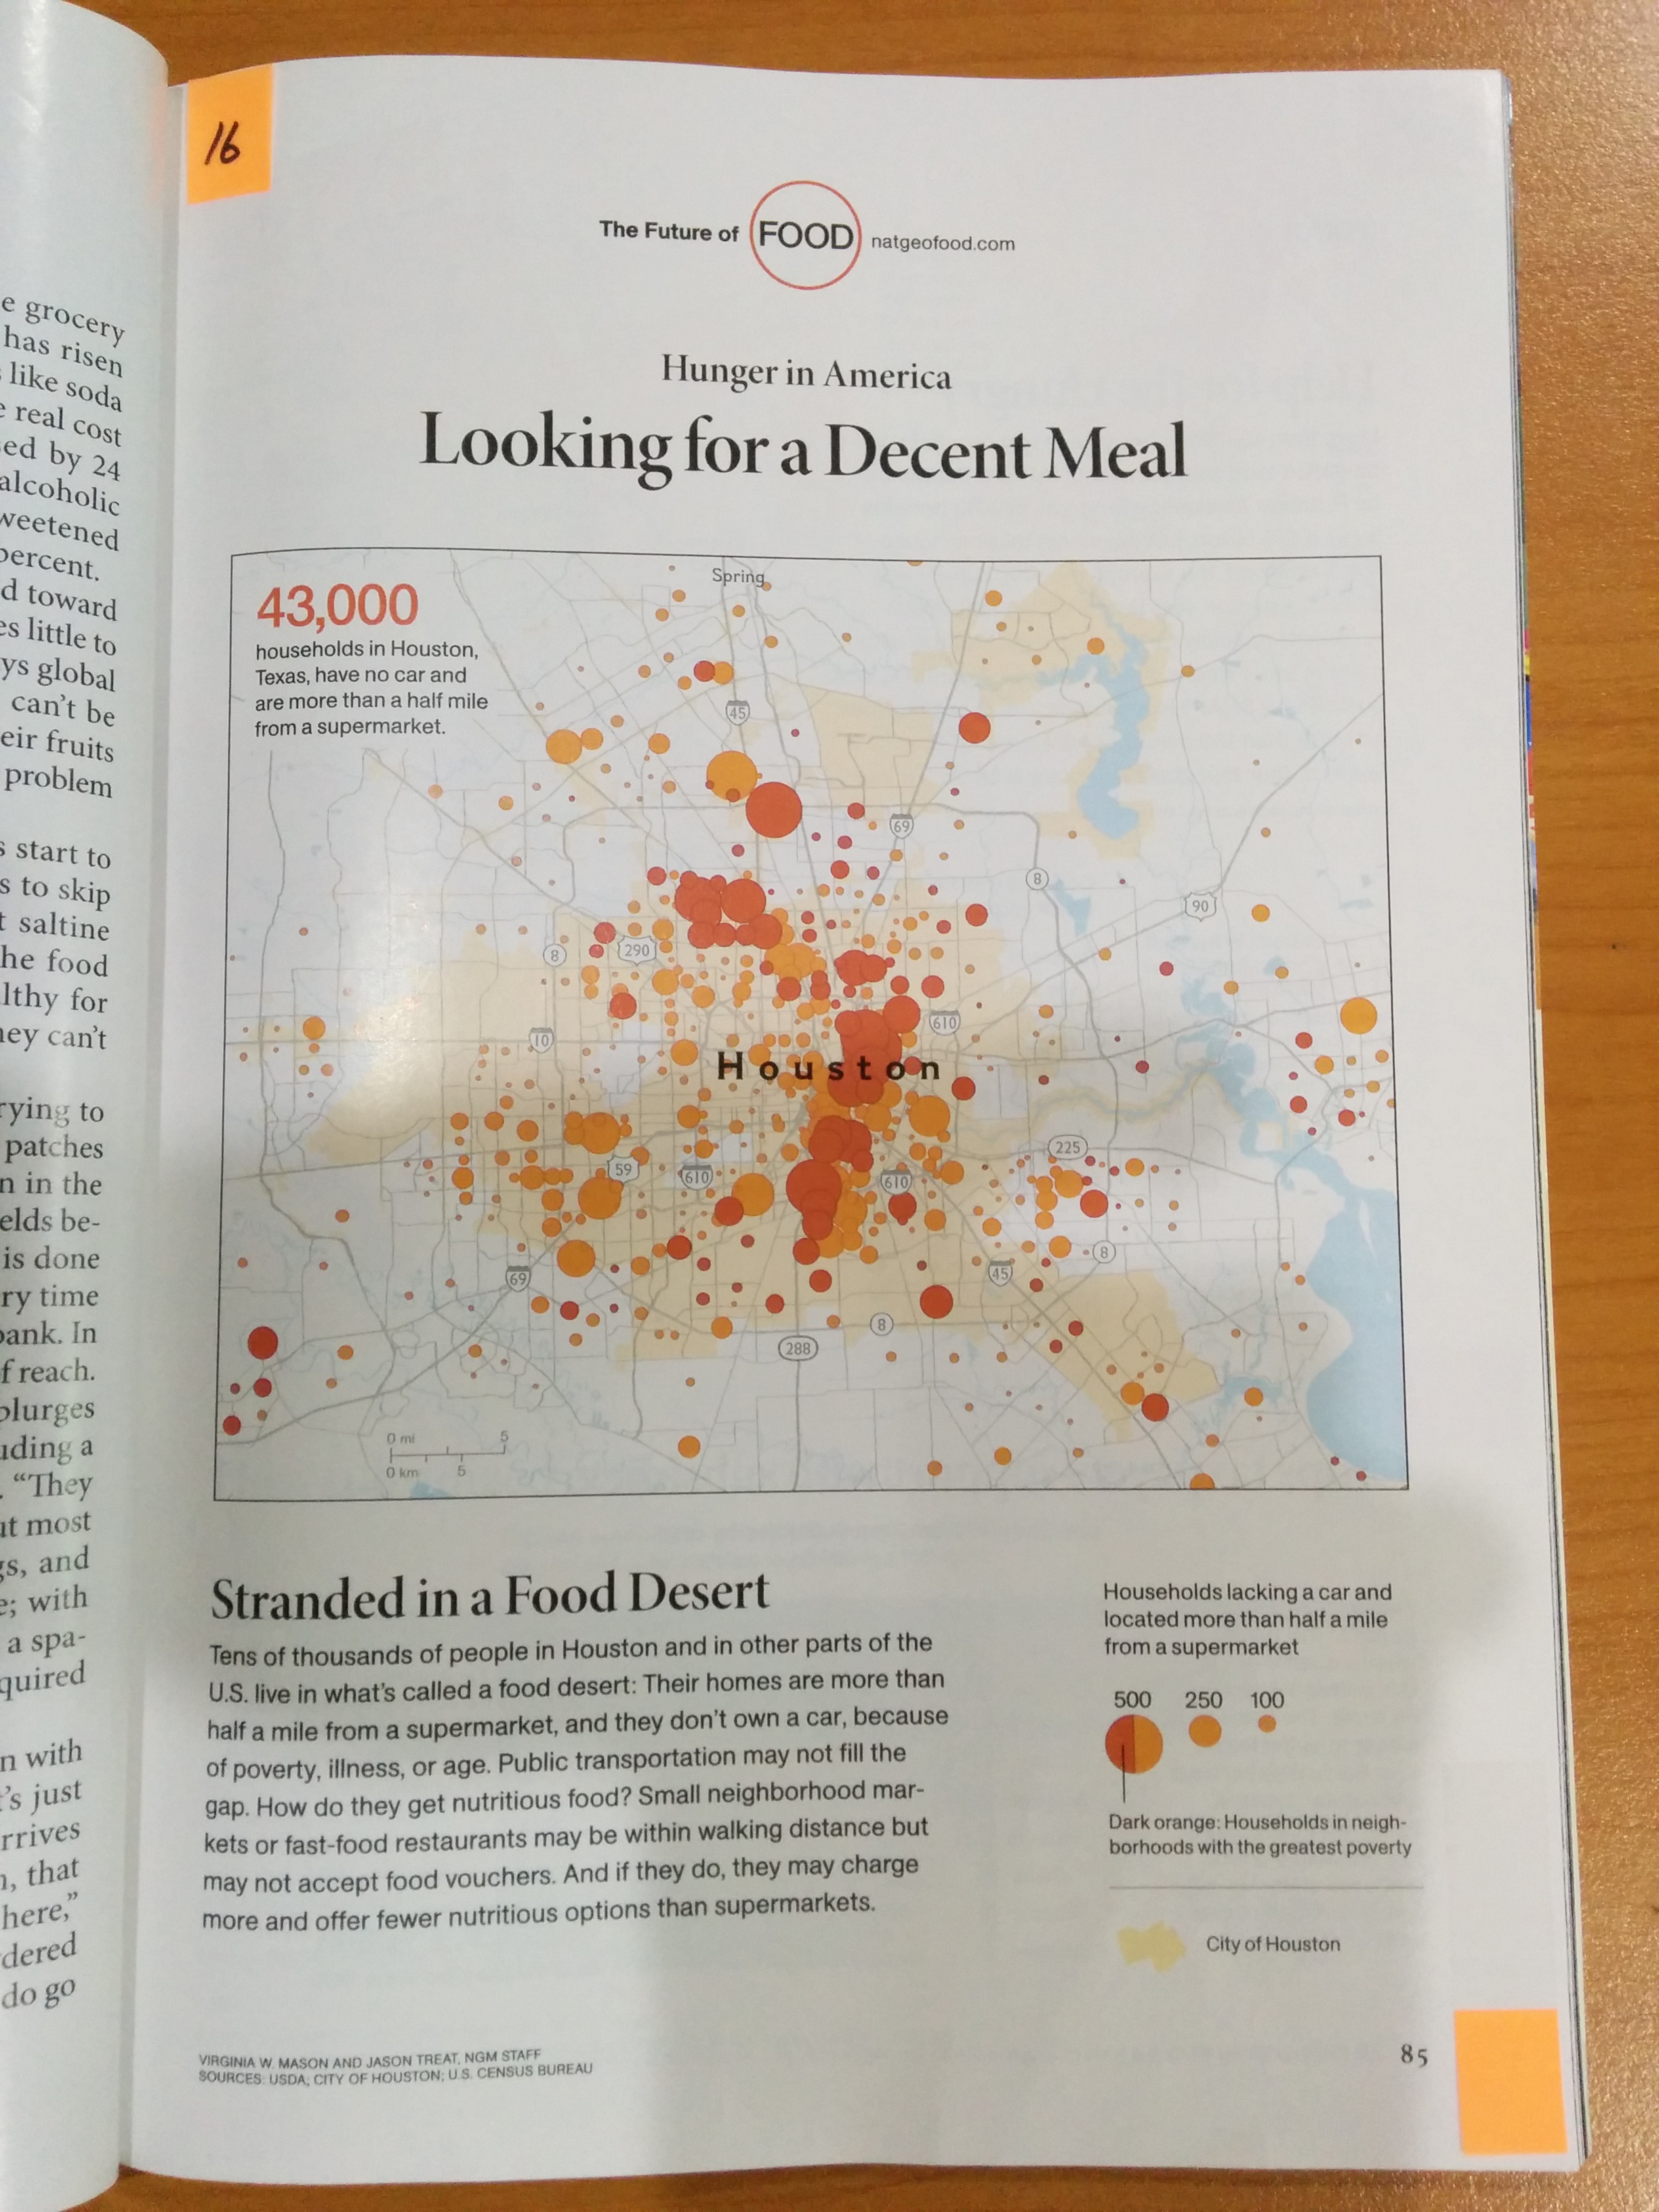 e grocery
has risen
like soda
real cost
ed by 24
alcoholic
weetened
percent.
d toward
es little to
ys global
can't be
eir fruits
problem
start to
s to skip
t saltine
he food
lthy for
ey can't
rying to
patches
n in the
elds be-
is done
ry time
bank. In
f reach.
plurges
uding a
"They
ut most
gs, and
e; with
a spa-
quired
n with
's just
rrives
, that
here,"
dered
do go
16
The Future of FOOD natgeofood.com
Hunger in America
Looking for a Decent Meal
43,000
households in Houston,
Texas, have no car and
are more than a half mile
from a supermarket.
Spring
45
69
8
90
8
290
610
10
Houston
225
59
610
610
8
69
45
8
288
0 mi 5
0 km 5
Stranded in a Food Desert
Tens of thousands of people in Houston and in other parts of the
U.S. live in what's called a food desert: Their homes are more than
half a mile from a supermarket, and they don't own a car, because
of poverty, illness, or age. Public transportation may not fill the
gap. How do they get nutritious food? Small neighborhood mar-
kets or fast-food restaurants may be within walking distance but
may not accept food vouchers. And if they do, they may charge
more and offer fewer nutritious options than supermarkets.
Households lacking a car and
located more than half a mile
from a supermarket
500 250 100
Dark orange: Households in neigh-
borhoods with the greatest poverty
City of Houston
VIRGINIA W. MASON AND JASON TREAT, NGM STAFF
SOURCES: USDA; CITY OF HOUSTON; U.S. CENSUS BUREAU
85